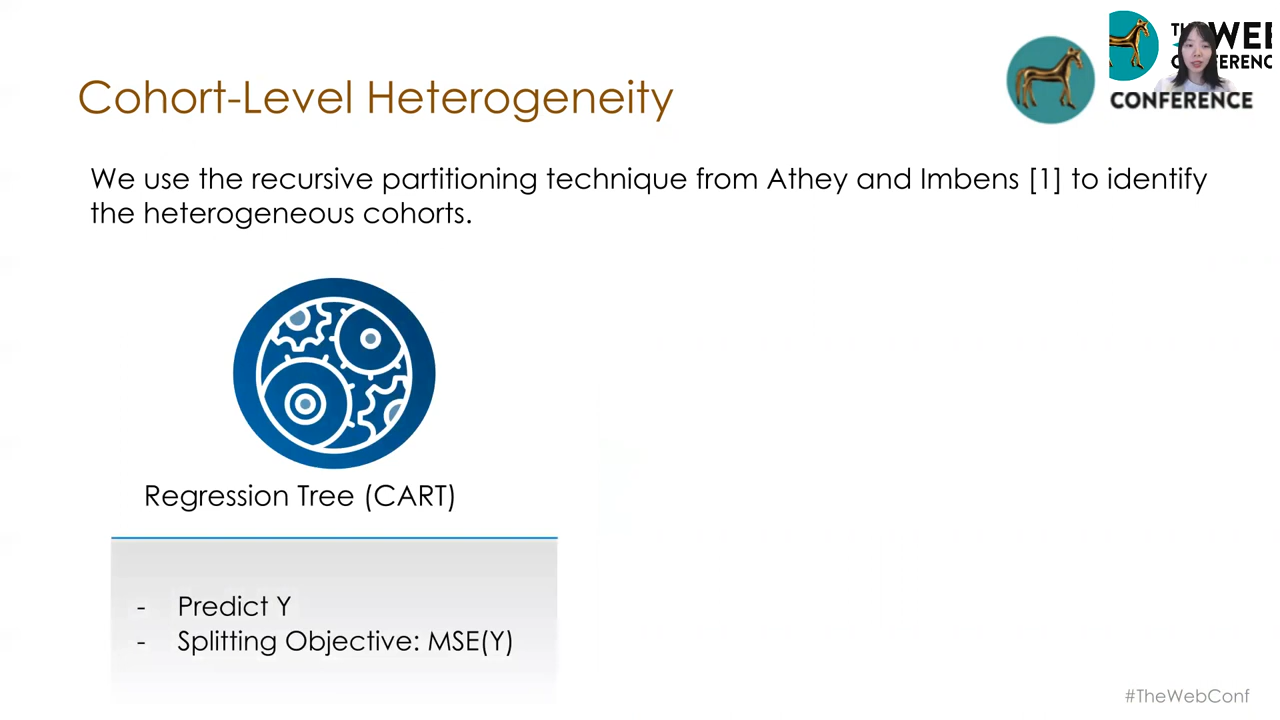 Cohort-Level Heterogeneity
CONFERENCE
We use the recursive partitioning technique from Athey and Imbens [1] to identify
the heterogeneous cohorts.
Regression Tree (CART)
- Predict Y
- Splitting Objective: MSE(Y)
#TheWebConf